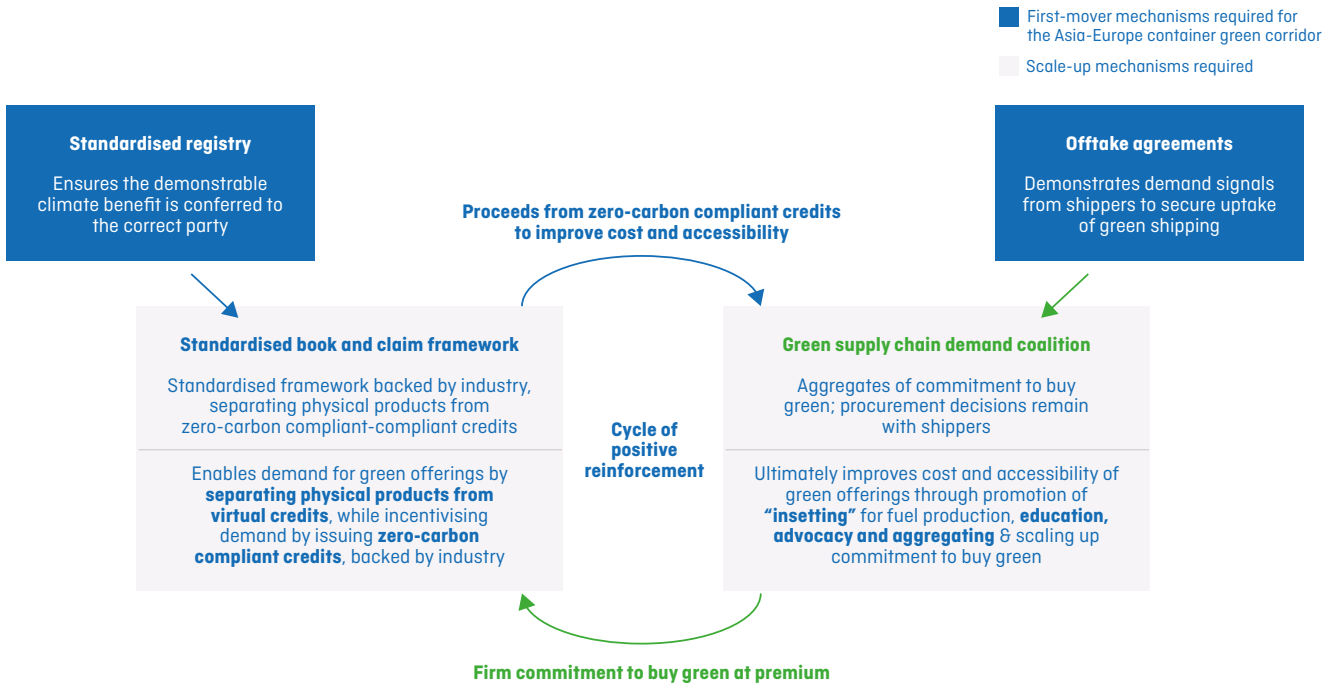 First-mover mechanisms required for
the Asia-Europe container green corridor
Scale-up mechanisms required
Standardised registry
Ensures the demonstrable
climate benefit is conferred to
the correct party
Offtake agreements
Demonstrates demand signals
from shippers to secure uptake
of green shipping
Proceeds from zero-carbon compliant credits
to improve cost and accessibility
Standardised book and claim framework
Standardised framework backed by industry,
separating physical products from
zero-carbon compliant-compliant credits
Enables demand for green offerings by
separating physical products from
virtual credits, while incentivising
demand by issuing zero-carbon
compliant credits, backed by industry
Cycle of
positive
reinforcement
Green supply chain demand coalition
Aggregates of commitment to buy
green; procurement decisions remain
with shippers
Ultimately improves cost and accessibility of
green offerings through promotion of
“insetting” for fuel production, education,
advocacy and aggregating & scaling up
commitment to buy green
Firm commitment to buy green at premium